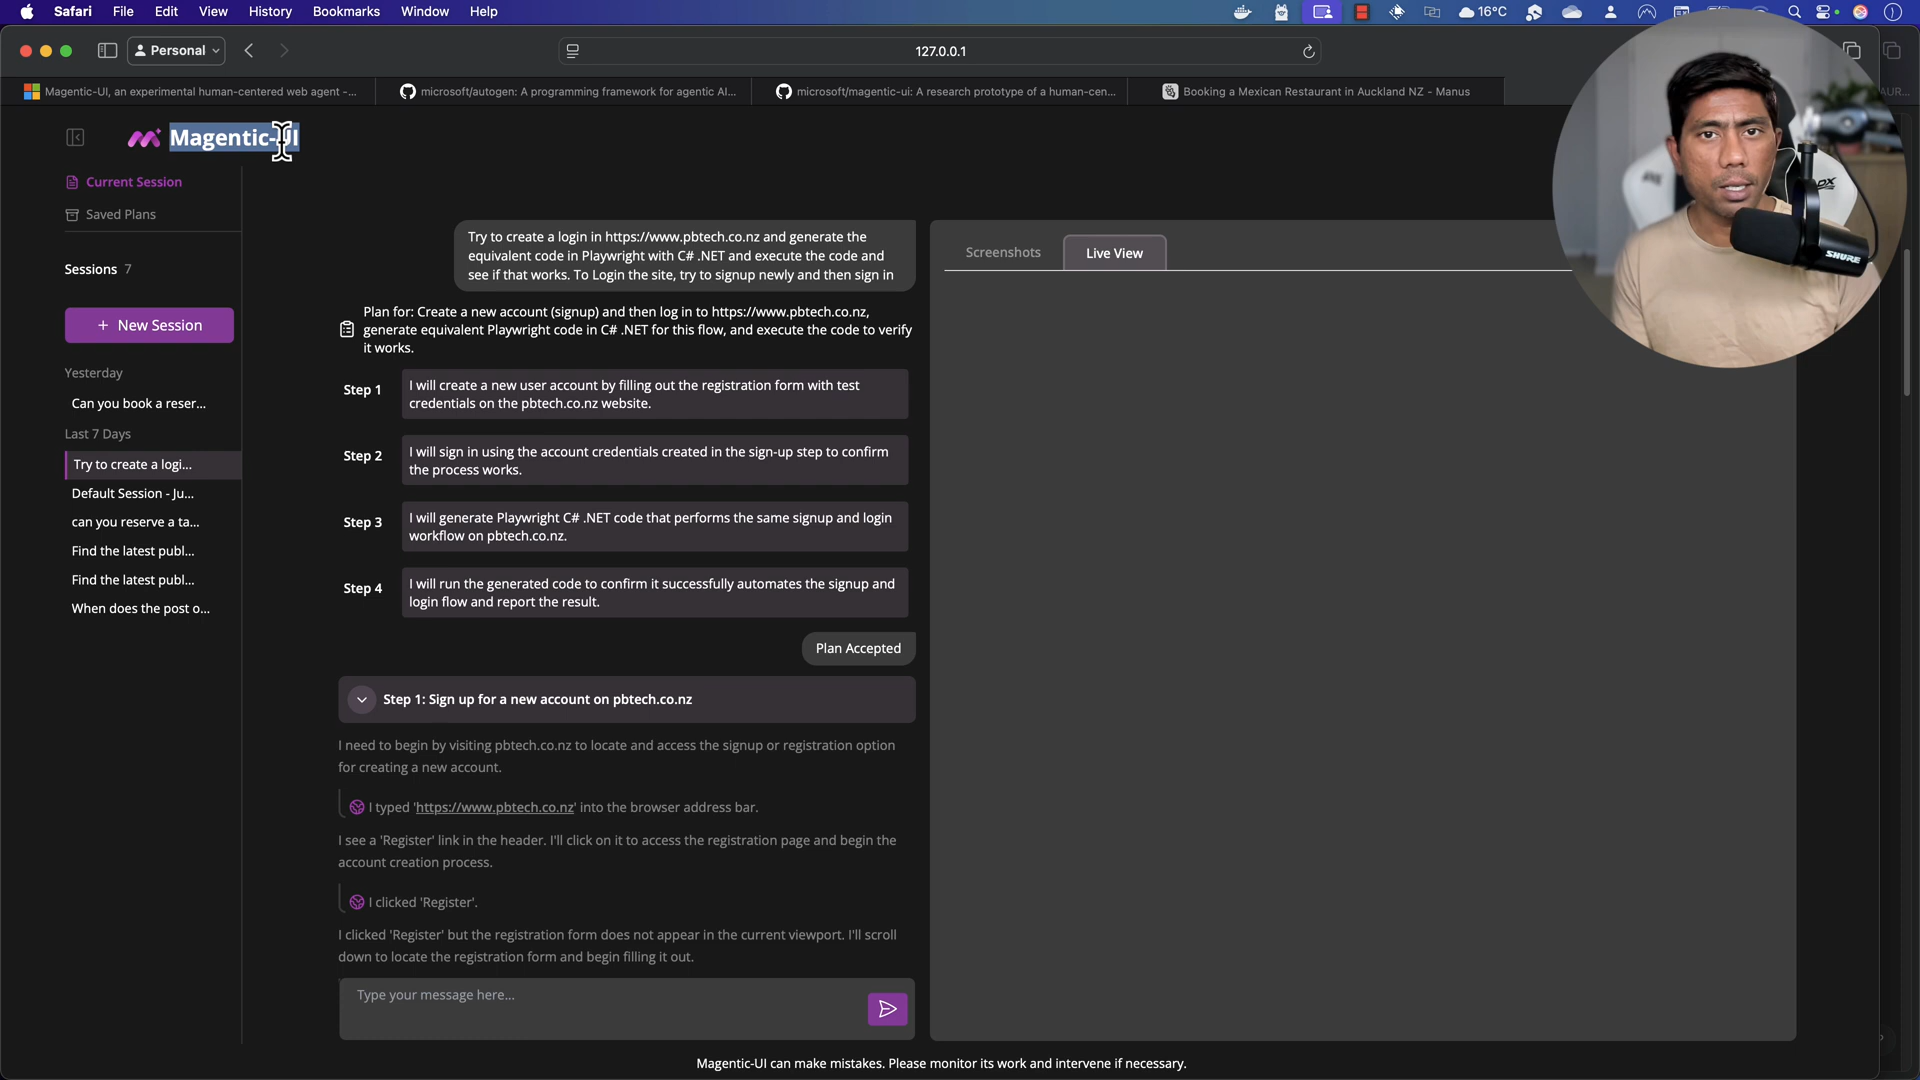 Safari File Edit View History Bookmarks Window Help
16°C
Personal
127.0.0.1
Magentic-UI, an experimental human-centered web agent -...
microsoft/autogen: A programming framework for agentic AI...
microsoft/magentic-ui: A research prototype of a human-cen...
Booking a Mexican Restaurant in Auckland NZ - Manus
Magentic-UI
Current Session
Saved Plans
Sessions 7
+ New Session
Yesterday
Can you book a reser...
Last 7 Days
Try to create a logi...
Default Session - Ju...
can you reserve a ta...
Find the latest publ...
Find the latest publ...
When does the post o...
Try to create a login in https://www.pbtech.co.nz and generate the
equivalent code in Playwright with C# .NET and execute the code and
see if that works. To Login the site, try to signup newly and then sign in
Plan for: Create a new account (signup) and then log in to https://www.pbtech.co.nz,
generate equivalent Playwright code in C# .NET for this flow, and execute the code to verify
it works.
Step 1
I will create a new user account by filling out the registration form with test
credentials on the pbtech.co.nz website.
Step 2
I will sign in using the account credentials created in the sign-up step to confirm
the process works.
Step 3
I will generate Playwright C# .NET code that performs the same signup and login
workflow on pbtech.co.nz.
Step 4
I will run the generated code to confirm it successfully automates the signup and
login flow and report the result.
Plan Accepted
Step 1: Sign up for a new account on pbtech.co.nz
I need to begin by visiting pbtech.co.nz to locate and access the signup or registration option
for creating a new account.
I typed 'https://www.pbtech.co.nz' into the browser address bar.
I see a 'Register' link in the header. I'll click on it to access the registration page and begin the
account creation process.
I clicked 'Register'.
I clicked 'Register' but the registration form does not appear in the current viewport. I'll scroll
down to locate the registration form and begin filling it out.
Type your message here...
Screenshots
Live View
SHURE
Magentic-UI can make mistakes. Please monitor its work and intervene if necessary.